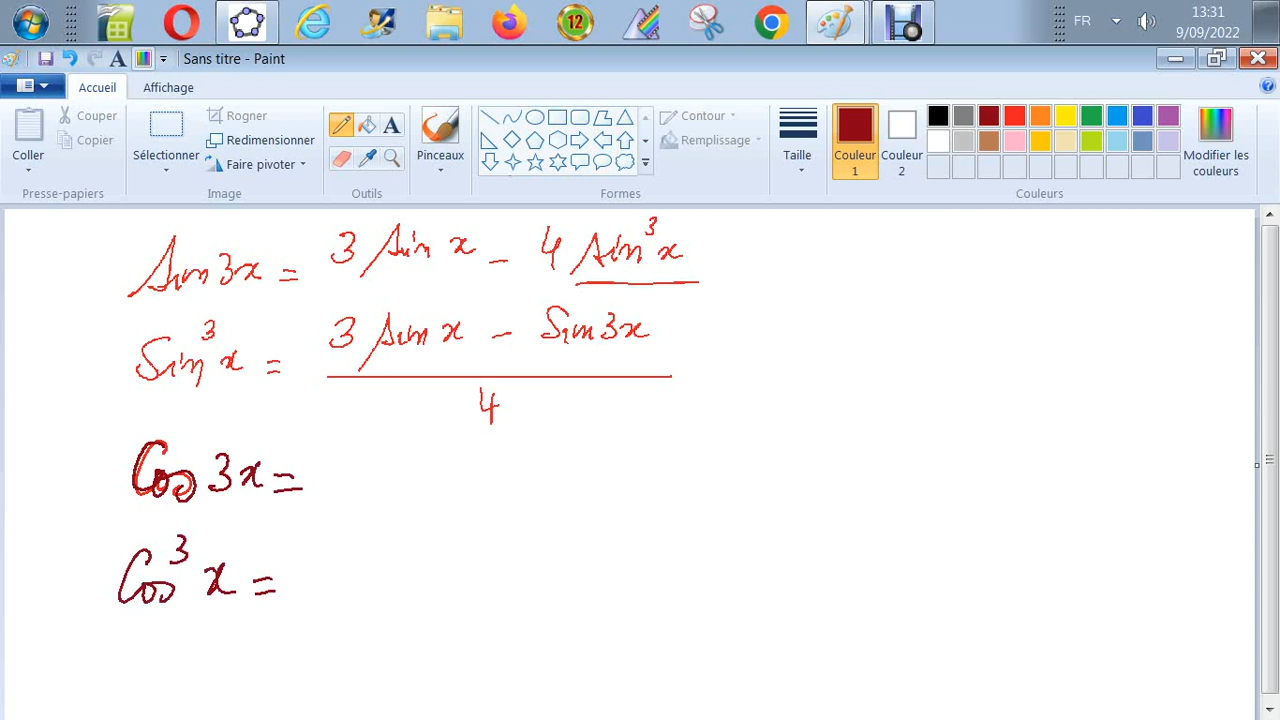 FR
13:31
9/09/2022
12
Sans titre - Paint
Accueil
Affichage
Coller
Couper
Copier
Presse-papiers
Sélectionner
Rogner
Redimensionner
Faire pivoter
Image
Outils
Pinceaux
Contour
Remplissage
Formes
Taille
Couleur 1
Couleur 2
Modifier les couleurs
Couleurs
Sin 3x = 3 sin x - 4 sin³x
Sin³x = (3 sin x - Sin 3x) / 4
Cos 3x =
Cos³ x =